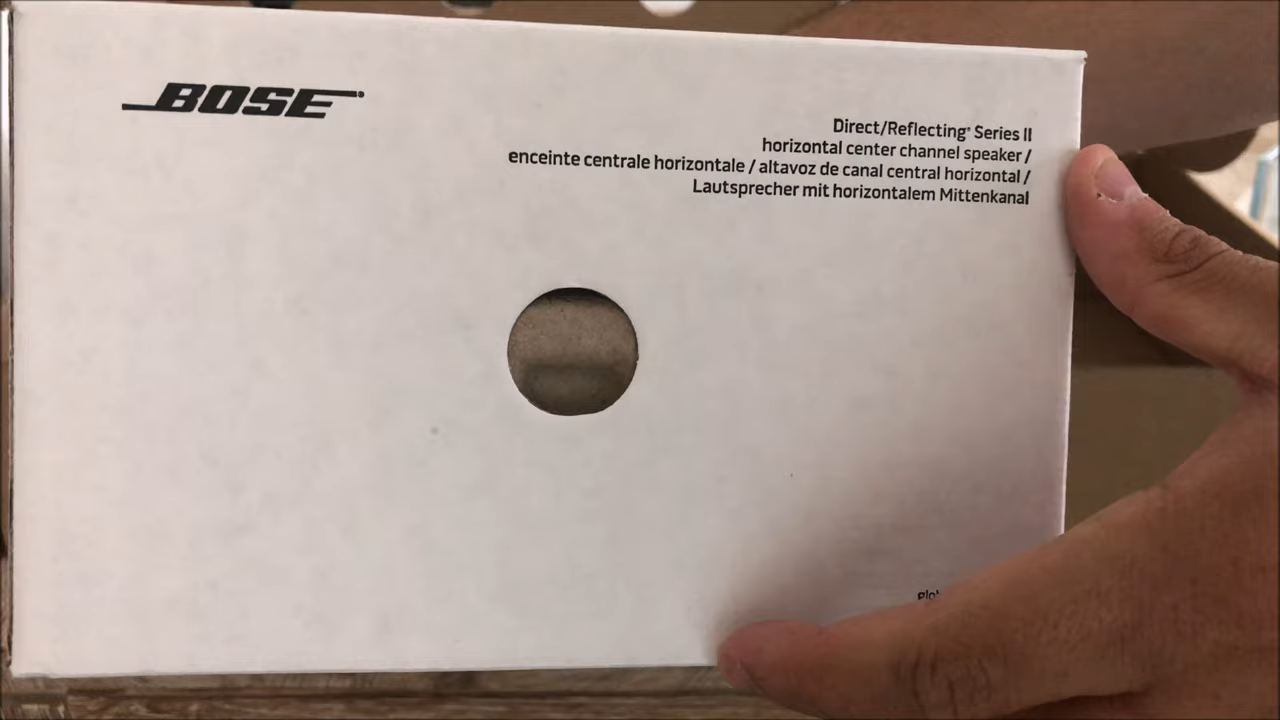 BOSE
Direct/Reflecting® Series II
horizontal center channel speaker /
enceinte centrale horizontale / altavoz de canal central horizontal /
Lautsprecher mit horizontalem Mittenkanal